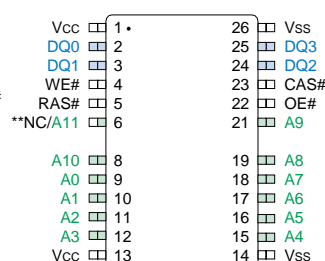 Vcc 1 26 Vss
DQ0 2 25 DQ3
DQ1 3 24 DQ2
WE# 4 23 CAS#
RAS# 5 22 OE#
**NC/A11 6 21 A9
A10 8 19 A8
A0 9 18 A7
A1 10 17 A6
A2 11 16 A5
A3 12 15 A4
Vcc 13 14 Vss